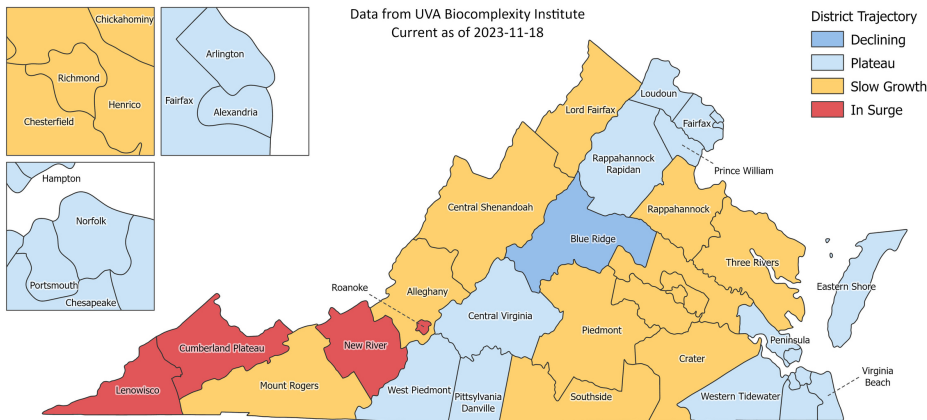 Data from UVA Biocomplexity Institute
Current as of 2023-11-18
District Trajectory
Declining
Plateau
Slow Growth
In Surge
Chickahominy
Richmond
Henrico
Chesterfield
Arlington
Fairfax
Alexandria
Hampton
Norfolk
Portsmouth
Chesapeake
Loudoun
Lord Fairfax
Fairfax
Rappahannock
Rapidan
Prince William
Central Shenandoah
Rappahannock
Blue Ridge
Three Rivers
Eastern Shore
Roanoke
Alleghany
Central Virginia
Piedmont
Peninsula
Cumberland Plateau
New River
Crater
Virginia
Beach
Lenowisco
Mount Rogers
West Piedmont
Pittsylvania
Danville
Southside
Western Tidewater